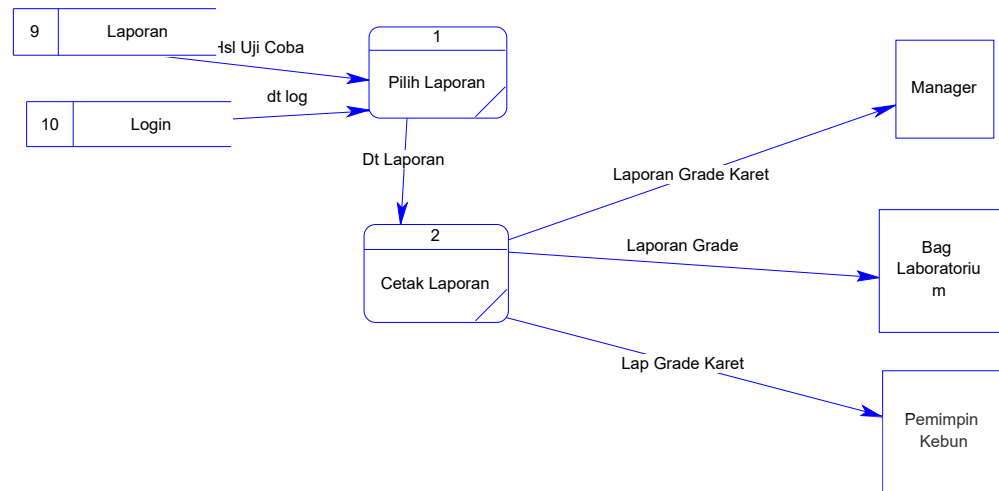 9 Laporan
Hsl Uji Coba
1
Pilih Laporan
dt log
10 Login
Dt Laporan
Manager
Laporan Grade Karet
2
Cetak Laporan
Laporan Grade
Bag
Laboratoriu
m
Lap Grade Karet
Pemimpin
Kebun